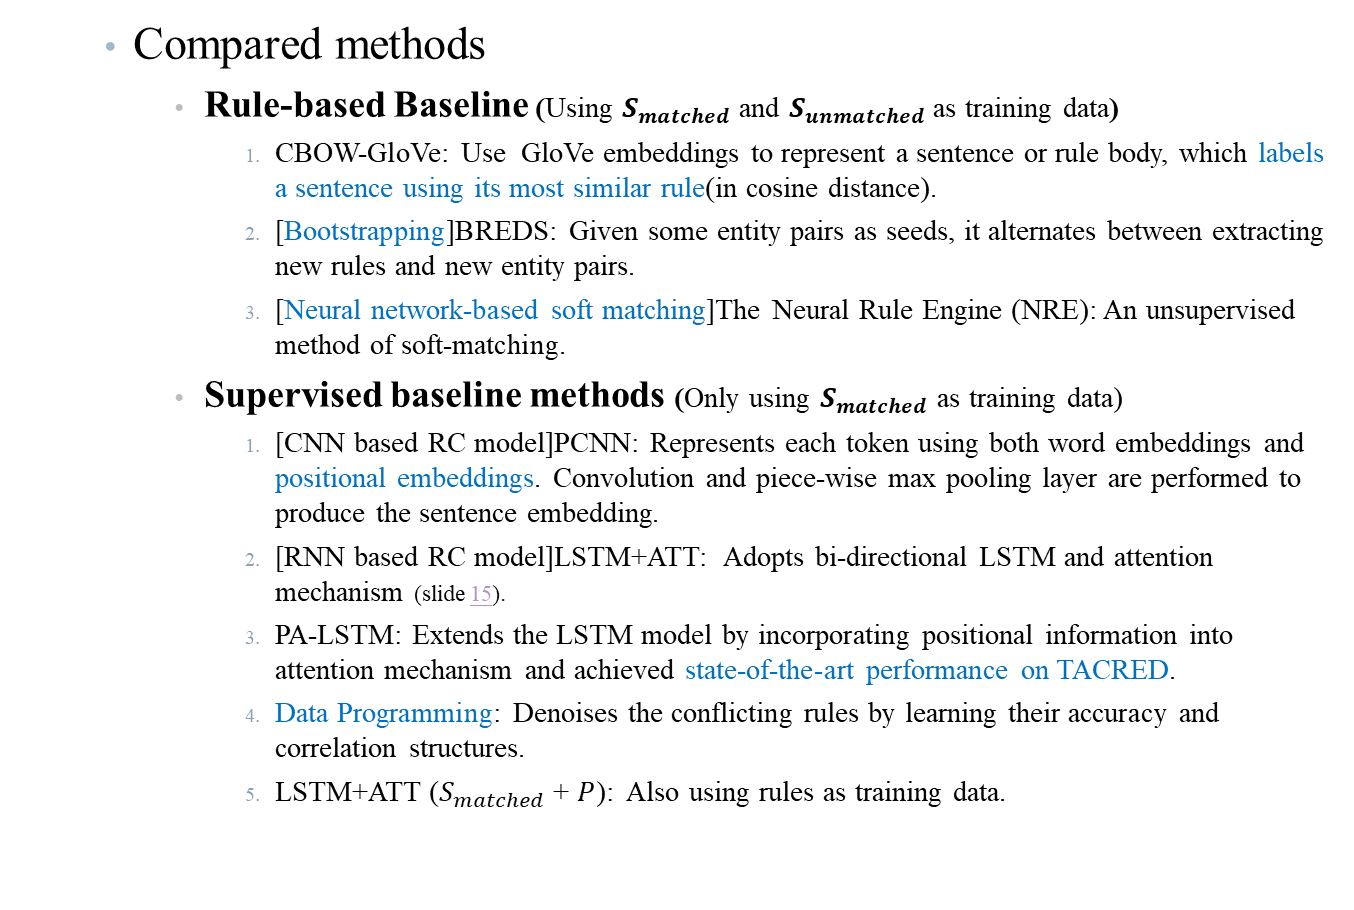 • Compared methods
• Rule-based Baseline (Using S_matched and S_unmatched as training data)
1. CBOW-GloVe: Use GloVe embeddings to represent a sentence or rule body, which labels
a sentence using its most similar rule(in cosine distance).
2. [Bootstrapping]BREDS: Given some entity pairs as seeds, it alternates between extracting
new rules and new entity pairs.
3. [Neural network-based soft matching]The Neural Rule Engine (NRE): An unsupervised
method of soft-matching.
• Supervised baseline methods (Only using S_matched as training data)
1. [CNN based RC model]PCNN: Represents each token using both word embeddings and
positional embeddings. Convolution and piece-wise max pooling layer are performed to
produce the sentence embedding.
2. [RNN based RC model]LSTM+ATT: Adopts bi-directional LSTM and attention
mechanism (slide 15).
3. PA-LSTM: Extends the LSTM model by incorporating positional information into
attention mechanism and achieved state-of-the-art performance on TACRED.
4. Data Programming: Denoises the conflicting rules by learning their accuracy and
correlation structures.
5. LSTM+ATT (S_matched + P): Also using rules as training data.